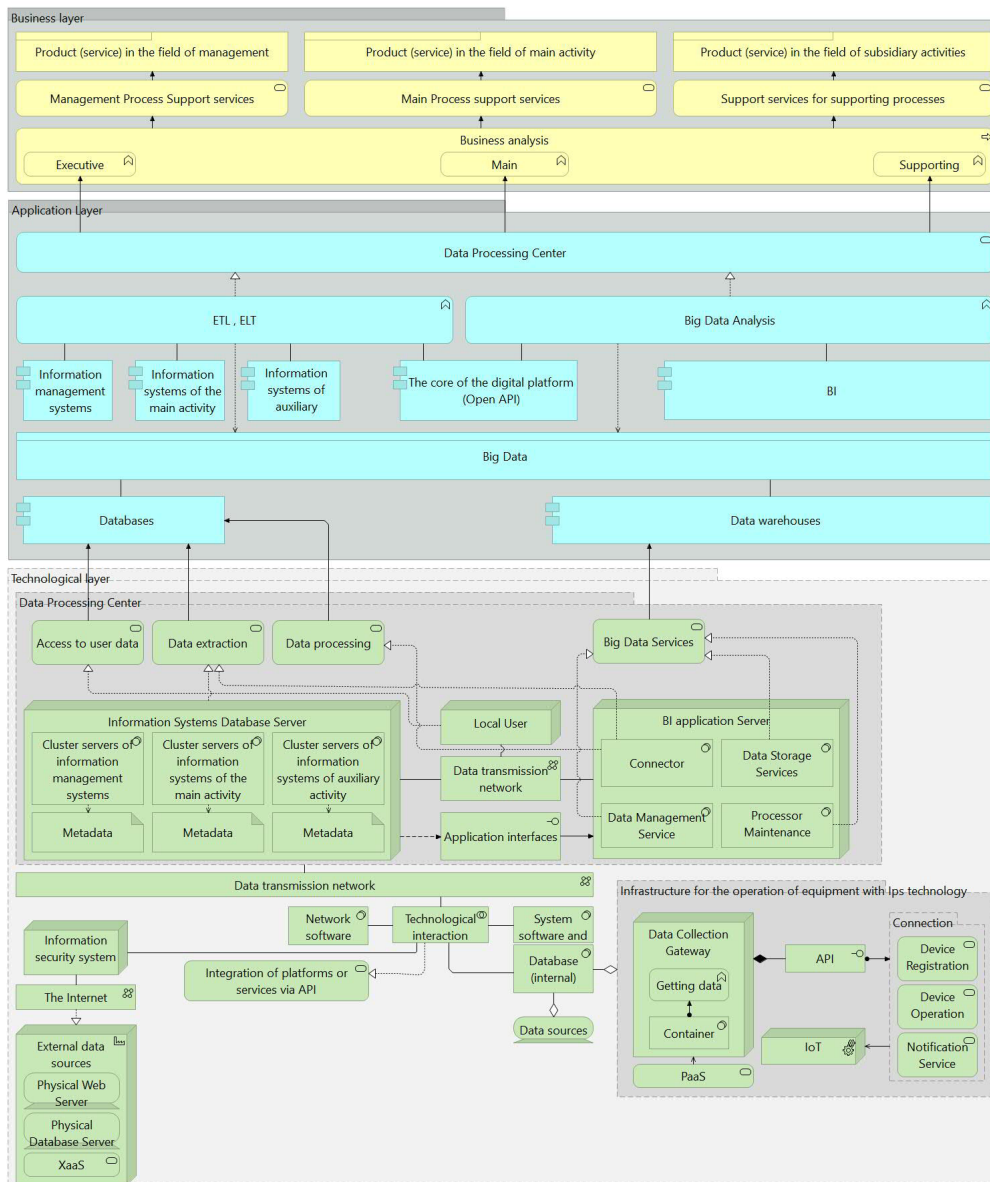 Business layer
Product (service) in the field of management
Product (service) in the field of main activity
Product (service) in the field of subsidiary activities
Management Process Support services
Main Process support services
Support services for supporting processes
Business analysis
Executive
Main
Supporting
Application Layer
Data Processing Center
ETL , ELT
Big Data Analysis
Information
management
systems
Information
systems of the
main activity
Information
systems of
auxiliary
The core of the digital platform
(Open API)
BI
Big Data
Databases
Data warehouses
Technological layer
Data Processing Center
Access to user data
Data extraction
Data processing
Big Data Services
Information Systems Database Server
Cluster servers of
information
management
systems
Cluster servers of
information
systems of the
main activity
Cluster servers of
information
systems of auxiliary
activity
Metadata
Metadata
Metadata
Local User
Data transmission
network
Application interfaces
BI application Server
Connector
Data Storage
Services
Data Management
Service
Processor
Maintenance
Data transmission network
Network
software
Technological
interaction
System
software and
Database
(internal)
Information
security system
Integration of platforms or
services via API
The Internet
Data sources
External data
sources
Physical Web
Server
Physical
Database Server
XaaS
Infrastructure for the operation of equipment with Ips technology
Data Collection
Gateway
Getting data
Container
PaaS
API
IoT
Connection
Device
Registration
Device
Operation
Notification
Service